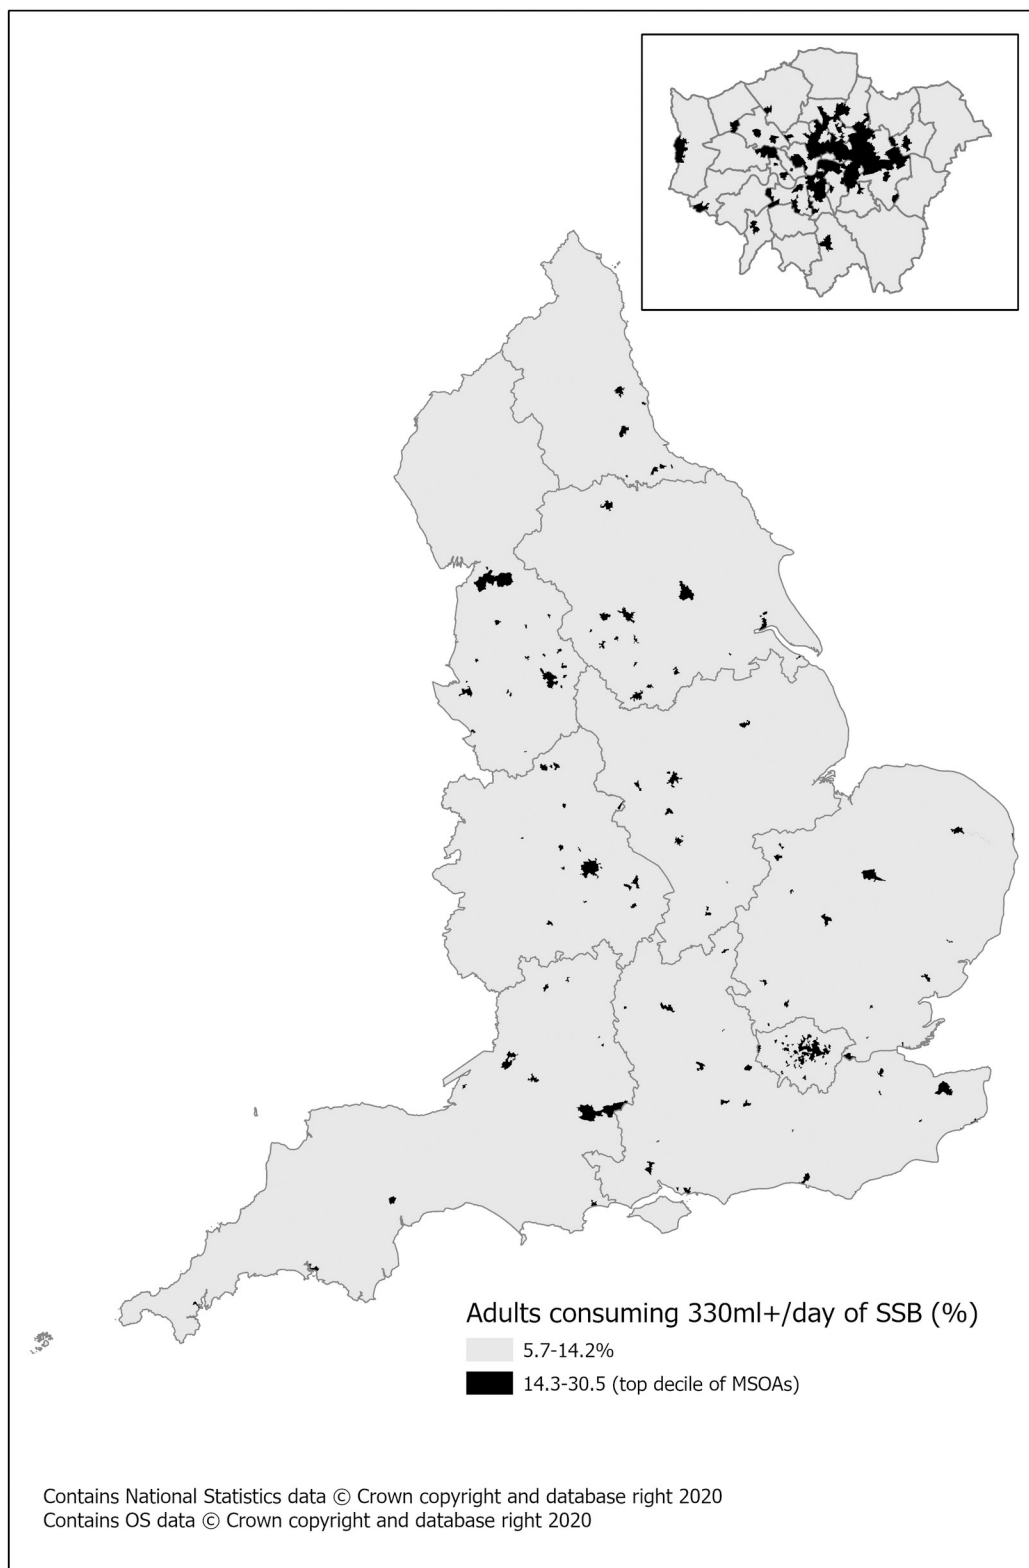 Adults consuming 330ml+/day of SSB (%)
5.7-14.2%
14.3-30.5 (top decile of MSOAs)
Contains National Statistics data © Crown copyright and database right 2020
Contains OS data © Crown copyright and database right 2020